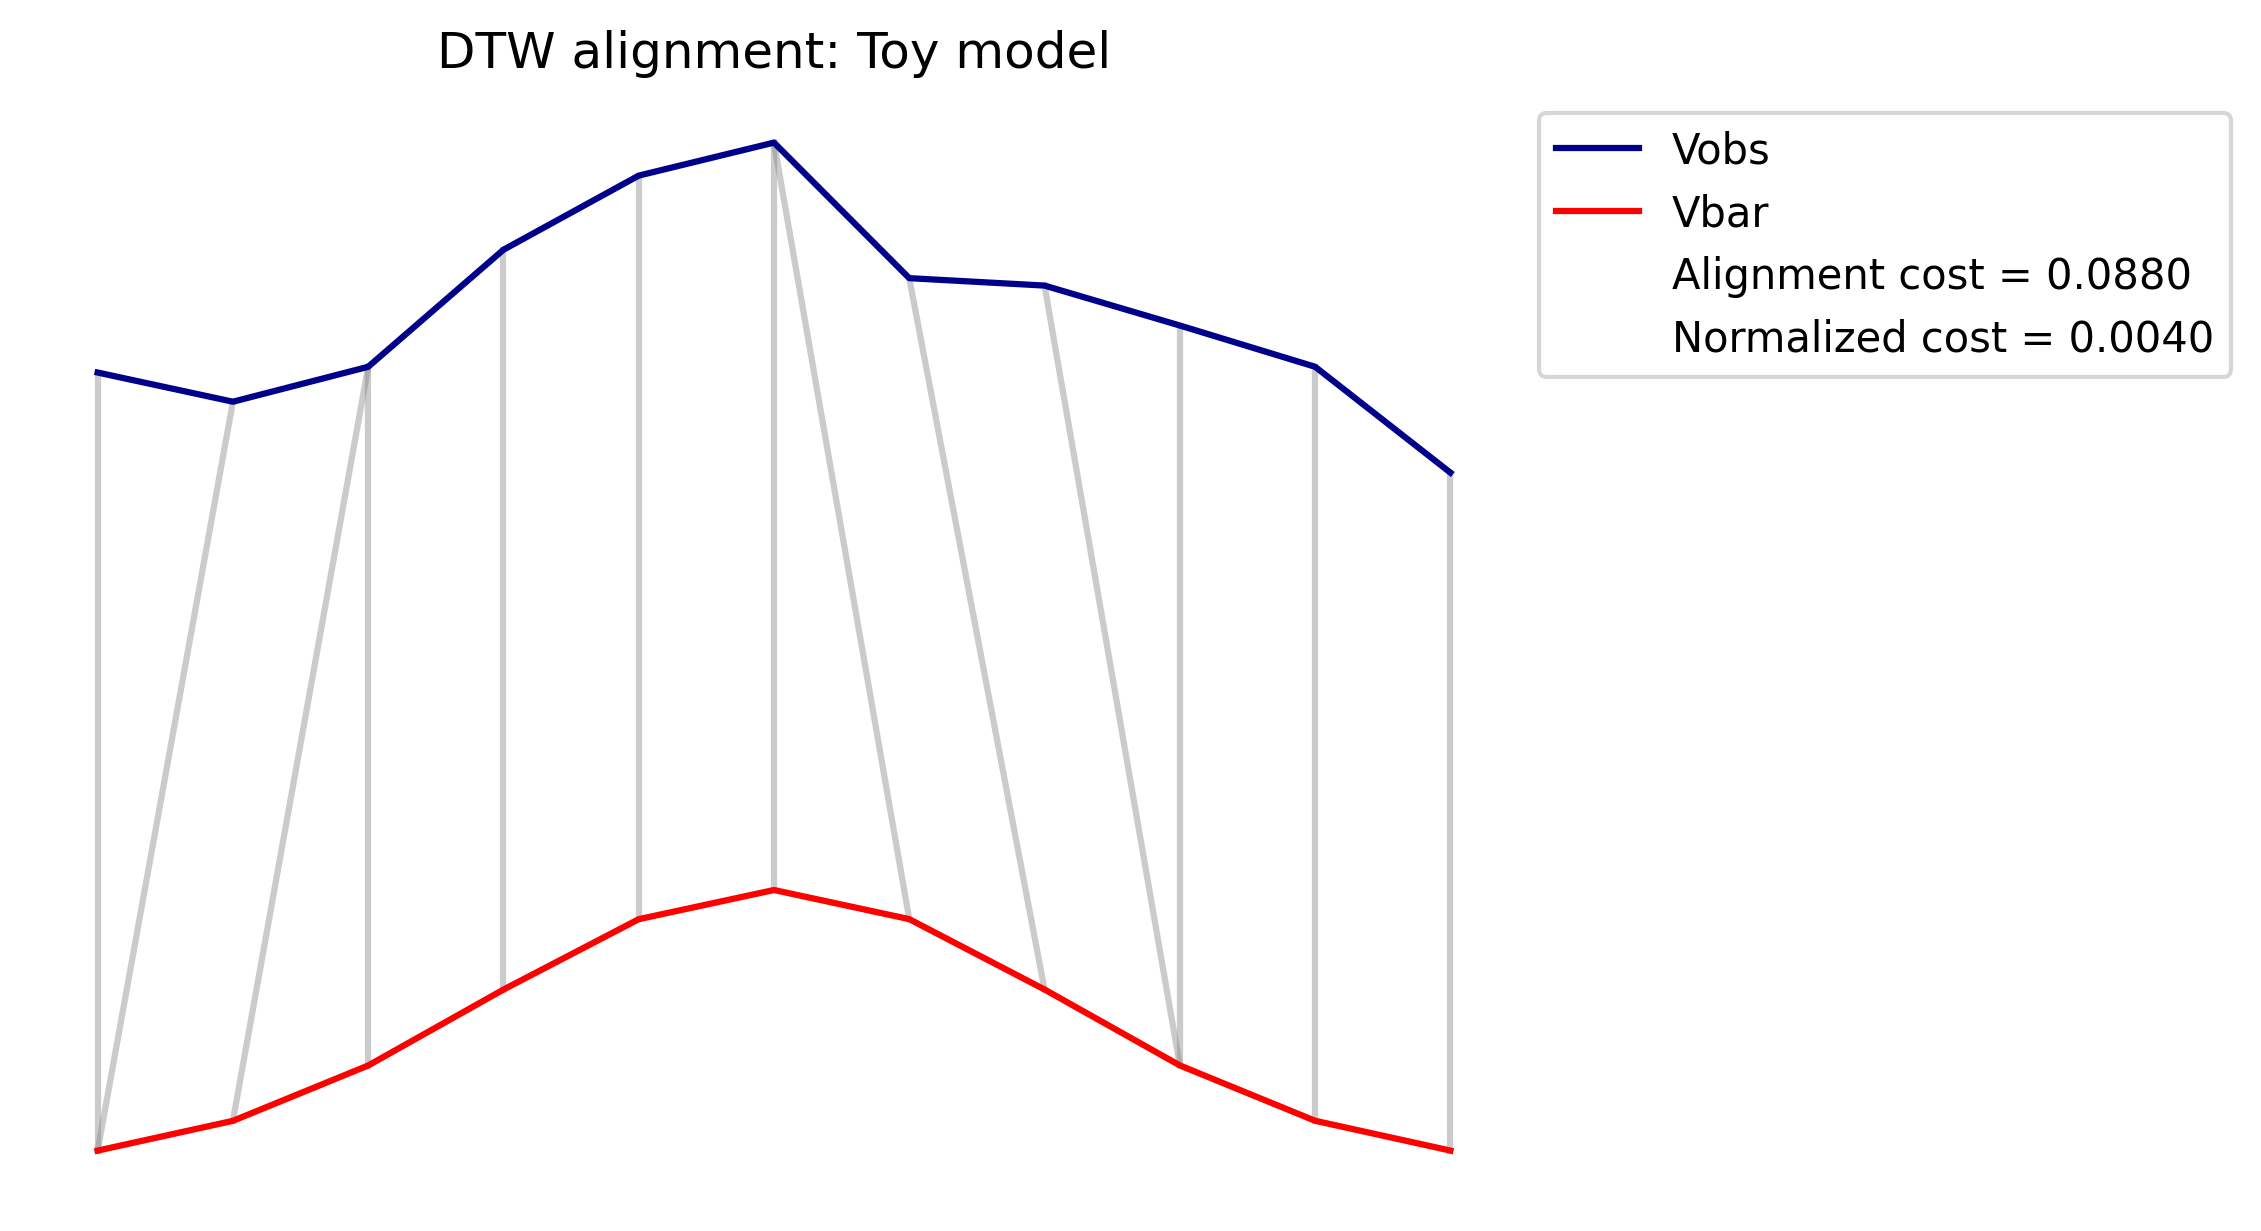 DTW alignment: Toy model
Vobs
Vbar
Alignment cost = 0.0880
Normalized cost = 0.0040